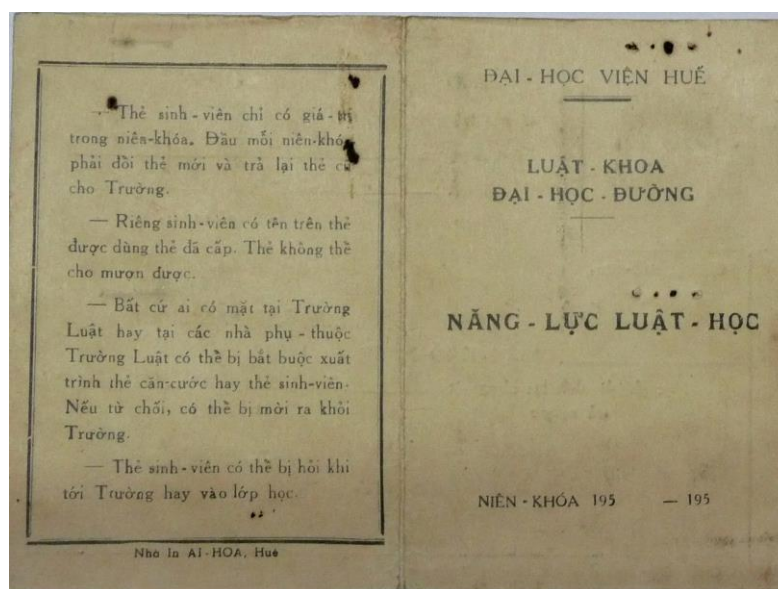 — Thẻ sinh - viên chỉ có giá - trị
trong niên-khóa. Đầu mỗi niên-khóa
phải đổi thẻ mới và trả lại thẻ cũ
cho Trường.
— Riêng sinh-viên có tên trên thẻ
được dùng thẻ đã cấp. Thẻ không thể
cho mượn được.
— Bất cứ ai có mặt tại Trường
Luật hay tại các nhà phụ - thuộc
Trường Luật có thể bị bắt buộc xuất
trình thẻ căn-cước hay thẻ sinh-viên.
Nếu từ chối, có thể bị mời ra khỏi
Trường.
— Thẻ sinh - viên có thể bị hỏi khi
tới Trường hay vào lớp học.
Nhà in AI - HOA, Huế
ĐẠI - HỌC VIỆN HUẾ
LUẬT - KHOA
ĐẠI - HỌC - ĐƯỜNG
NĂNG - LỰC LUẬT - HỌC
NIÊN - KHÓA 195 — 195